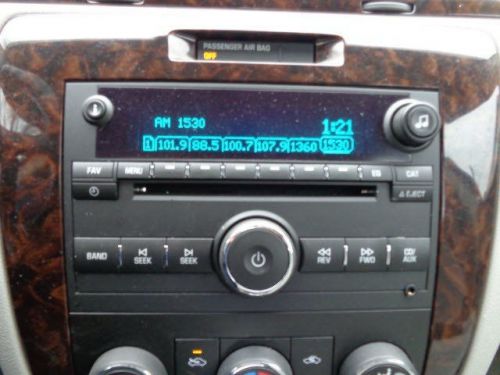 PASSENGER AIR BAG
OFF
AM 1530 1:21
1 101.9 88.5 100.7 107.9 1360 1530
FAV MENU EQ CAT
EJECT
BAND SEEK SEEK REV FWD CD/AUX